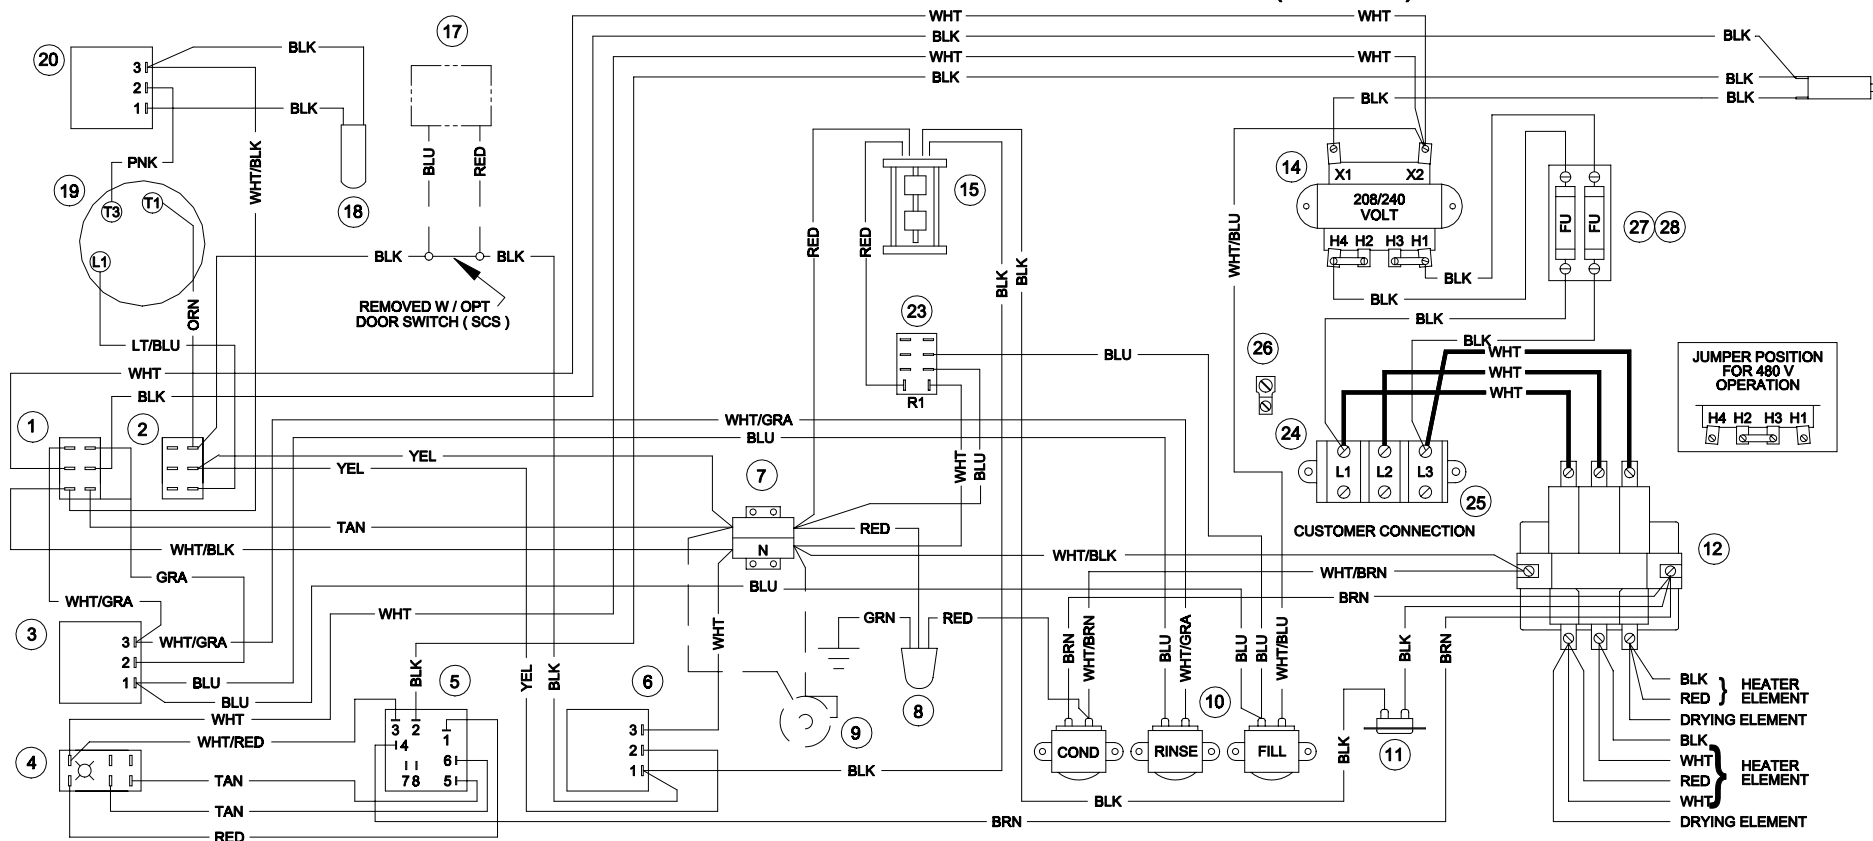 WHT
WHT
BLK
BLK
WHT
WHT
BLK
BLK
BLK
BLK
BLK
20
3
2
1
BLK
BLK
PNK
WHT/BLK
17
BLU
RED
18
19
T3
T1
L1
ORN
LT/BLU
BLK
BLK
REMOVED W / OPT
DOOR SWITCH ( SCS )
WHT
BLK
RED
RED
15
BLK
BLK
23
R1
BLU
14
X1
X2
208/240
VOLT
H4 H2 H3 H1
WHT/BLU
BLK
BLK
BLK
BLK
FU
FU
27
28
26
WHT
WHT
WHT
JUMPER POSITION
FOR 480 V
OPERATION
H4 H2 H3 H1
24
L1
L2
L3
25
CUSTOMER CONNECTION
12
1
2
WHT/GRA
BLU
YEL
YEL
7
N
WHT
BLU
TAN
WHT/BLK
RED
WHT/BLK
GRA
WHT/GRA
BLU
WHT/BRN
BRN
WHT
3
3
2
1
WHT/GRA
BLU
BLU
WHT
WHT/RED
4
TAN
TAN
RED
BLK
5
3
2
1
4
6
7
8
5
YEL
BLK
6
3
2
1
WHT
GRN
RED
8
9
BLK
BRN
WHT/BRN
BLU
WHT/GRA
BLU
BLU
WHT/BLU
10
COND
RINSE
FILL
BLK
BLK
BRN
11
BLK
BRN
BLK
RED
HEATER
ELEMENT
DRYING ELEMENT
BLK
WHT
RED
WHT
HEATER
ELEMENT
DRYING ELEMENT